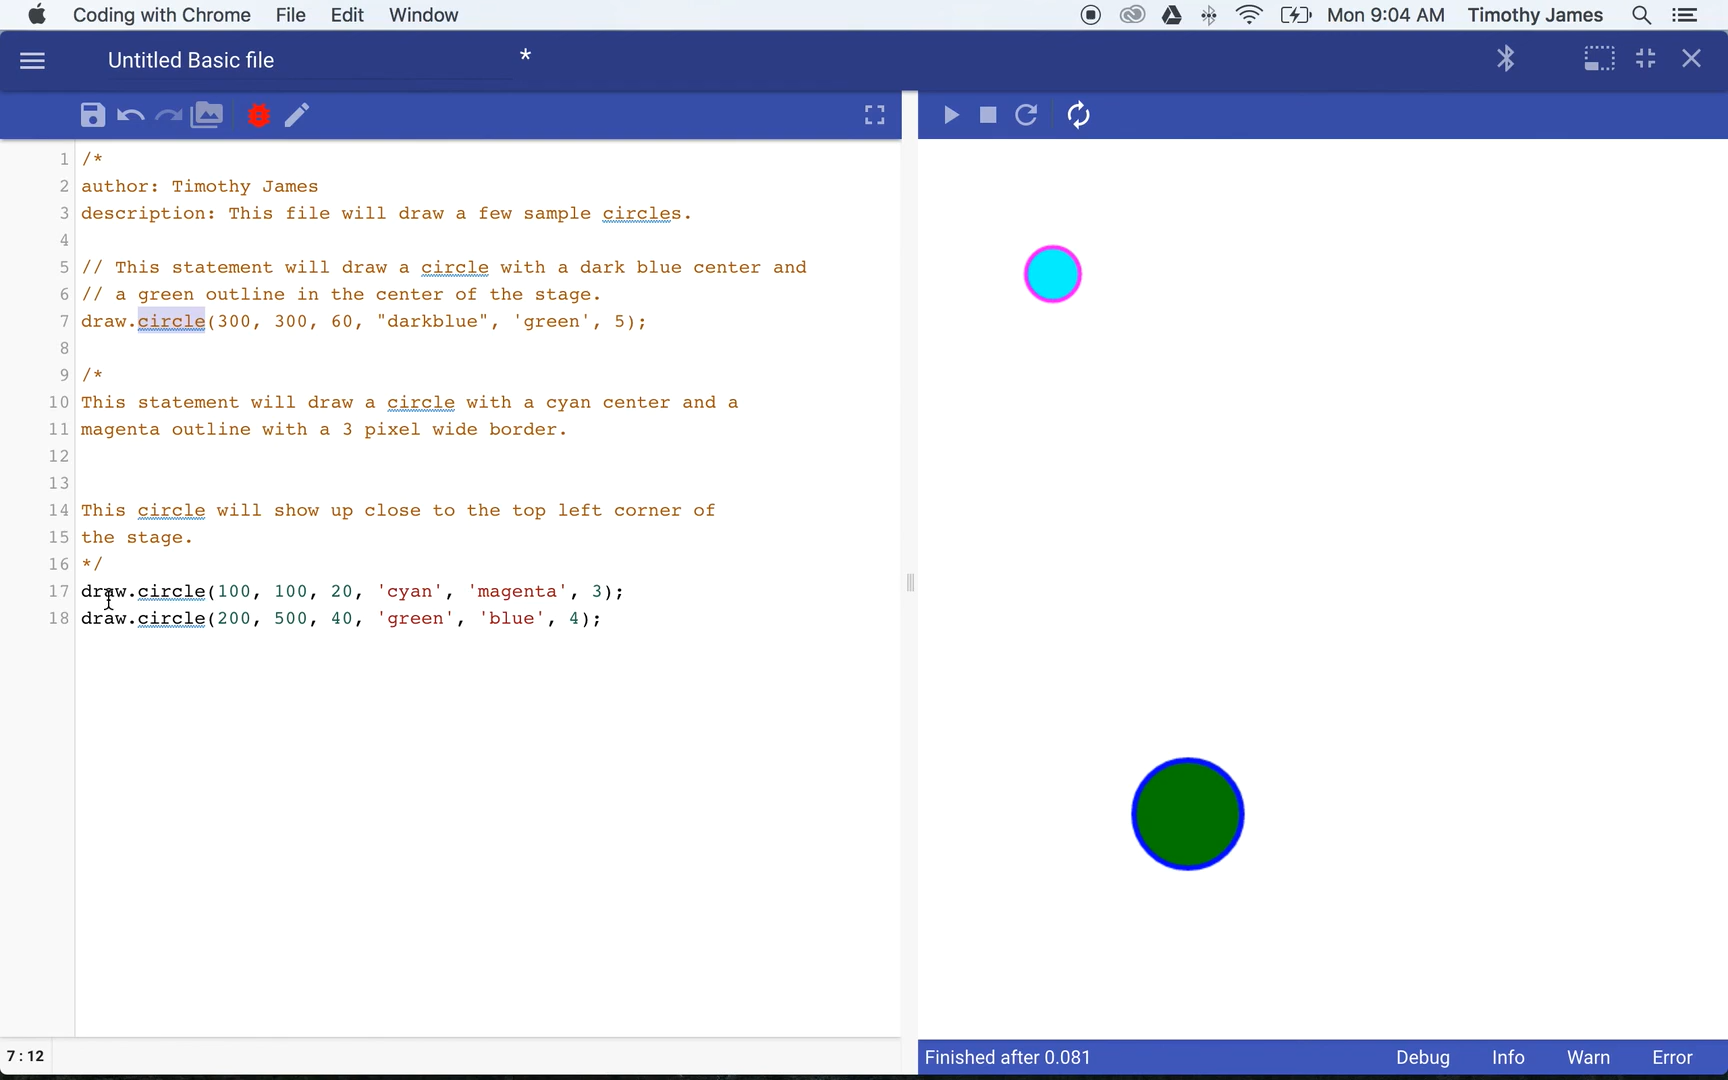 Coding with Chrome File Edit Window Mon 9:04 AM Timothy James
Untitled Basic file *
1 /*
2 author: Timothy James
3 description: This file will draw a few sample circles.
4
5 // This statement will draw a circle with a dark blue center and
6 // a green outline in the center of the stage.
7 draw.circle(300, 300, 60, "darkblue", 'green', 5);
8
9 /*
10 This statement will draw a circle with a cyan center and a
11 magenta outline with a 3 pixel wide border.
12
13
14 This circle will show up close to the top left corner of
15 the stage.
16 */
17 draw.circle(100, 100, 20, 'cyan', 'magenta', 3);
18 draw.circle(200, 500, 40, 'green', 'blue', 4);
7:12
Finished after 0.081 Debug Info Warn Error